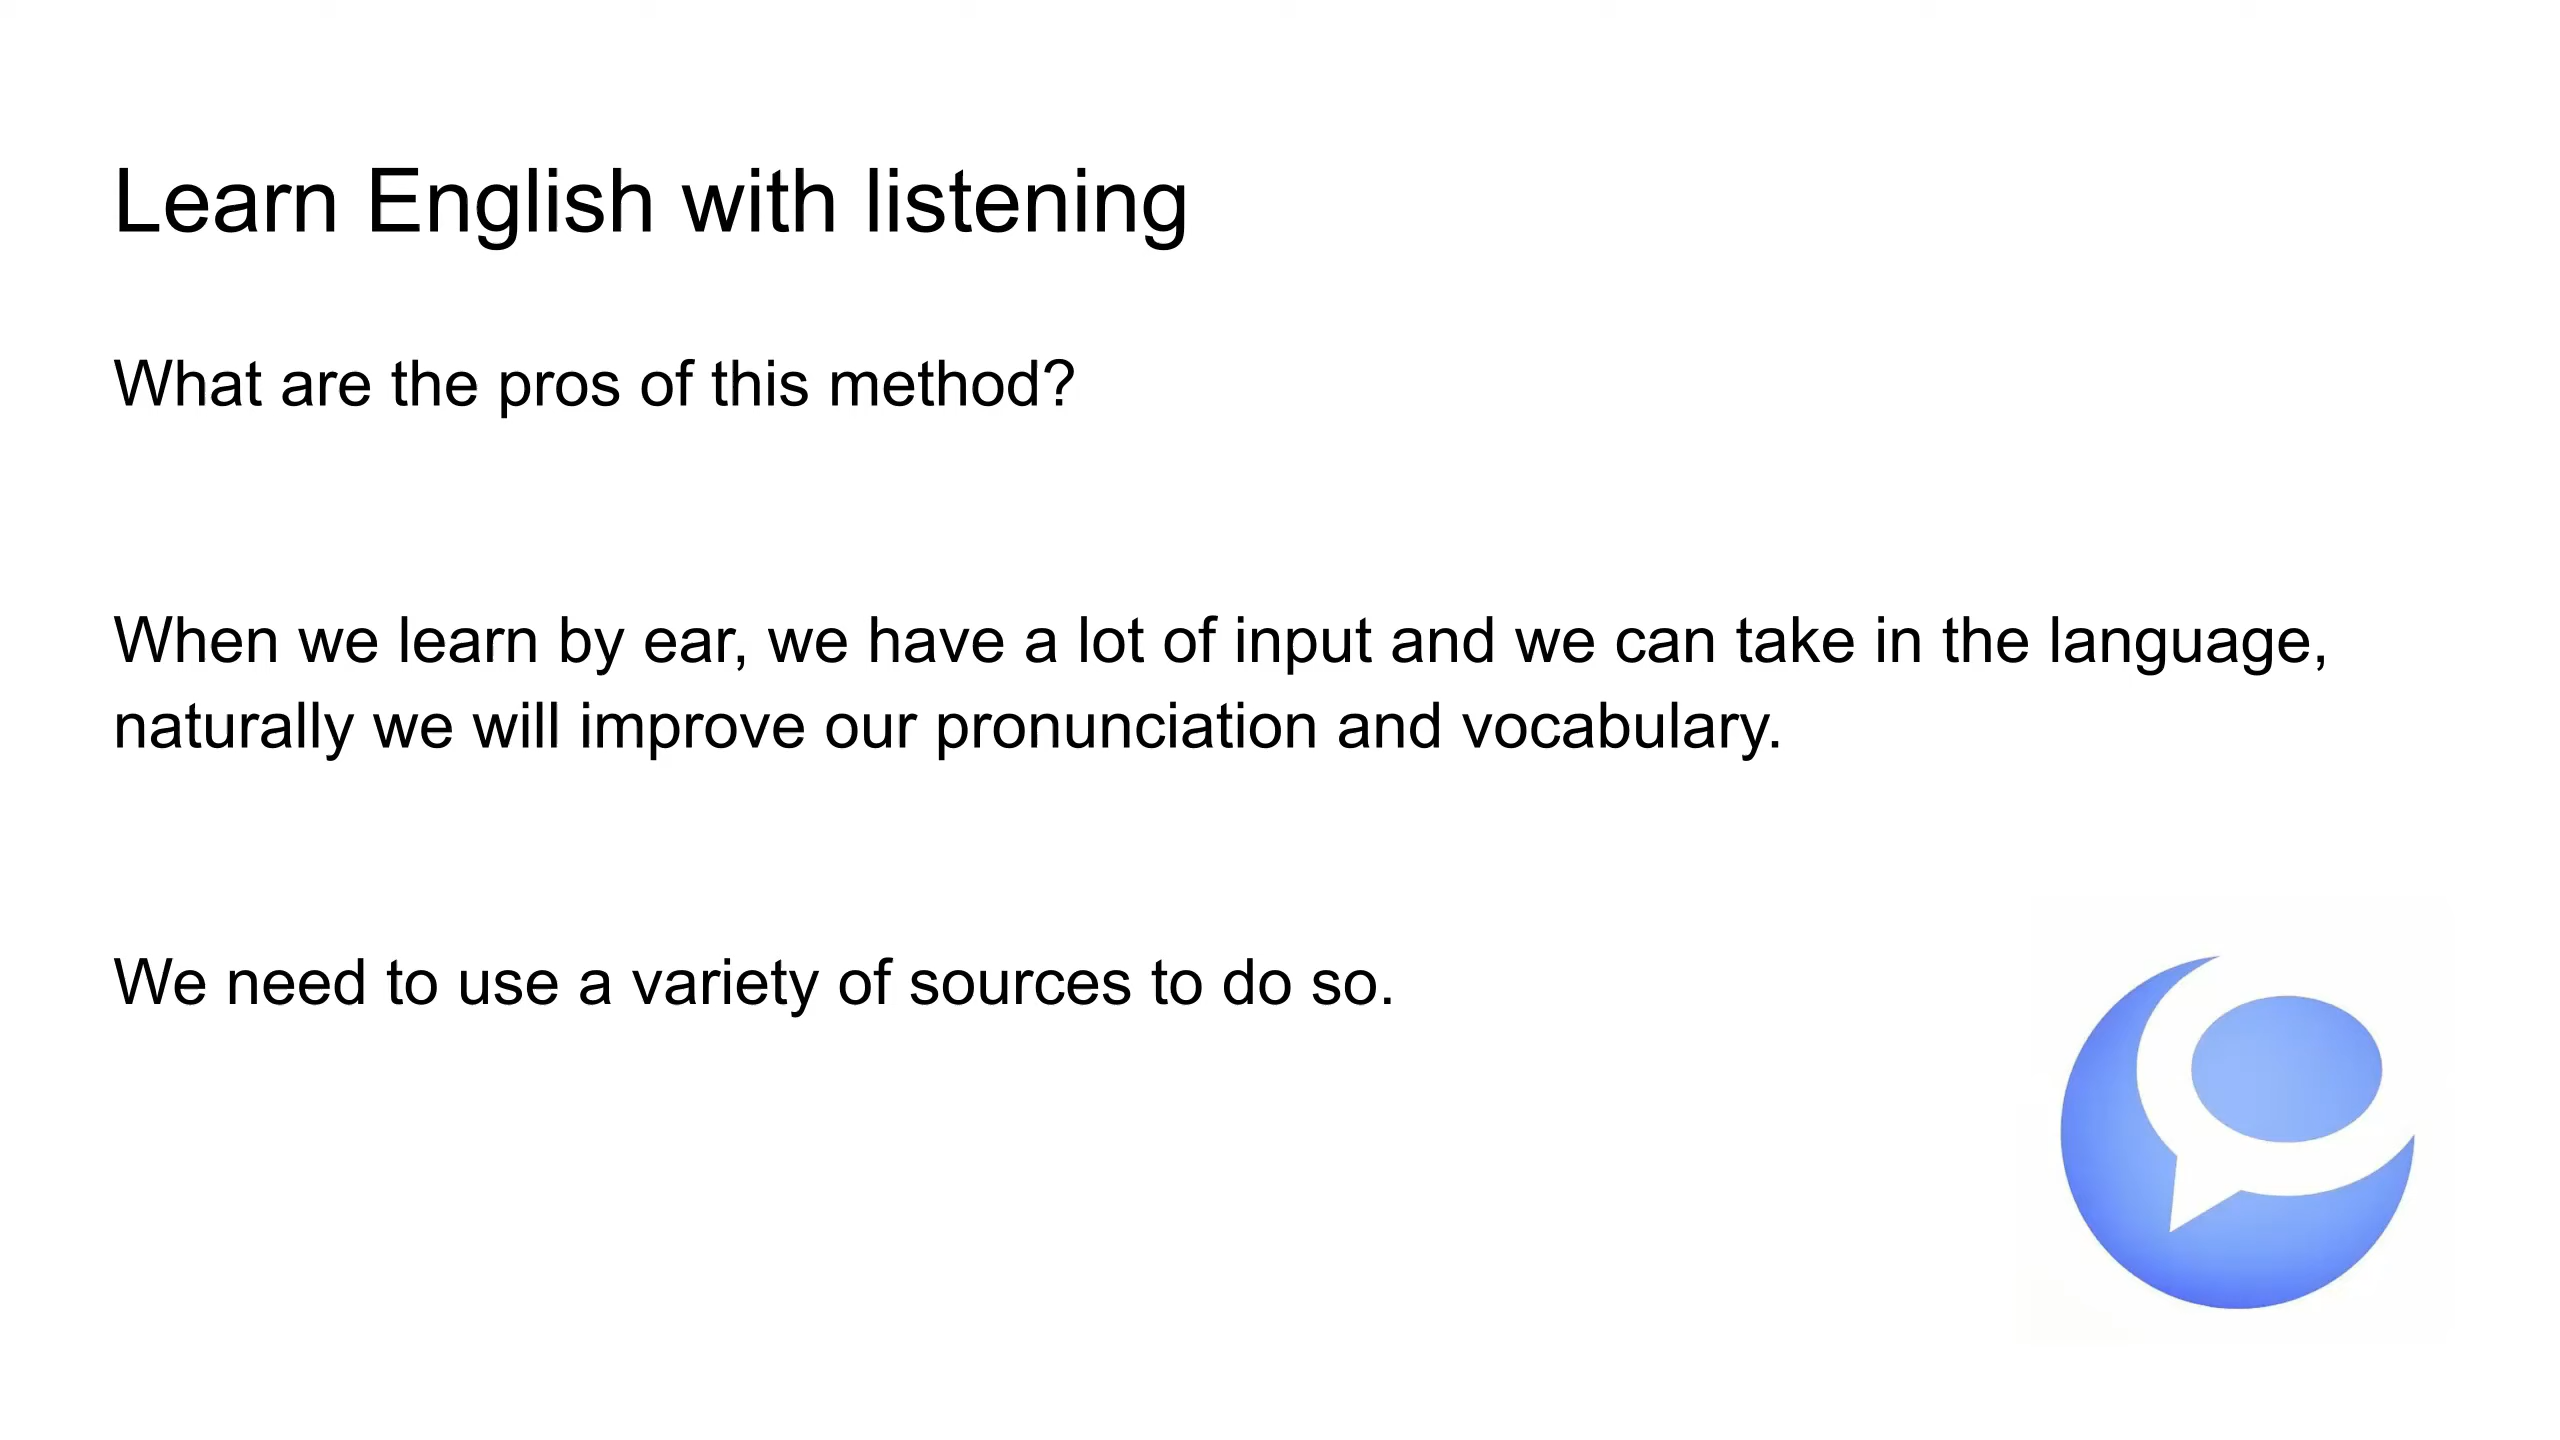 Learn English with listening
What are the pros of this method?
When we learn by ear, we have a lot of input and we can take in the language,
naturally we will improve our pronunciation and vocabulary.
We need to use a variety of sources to do so.